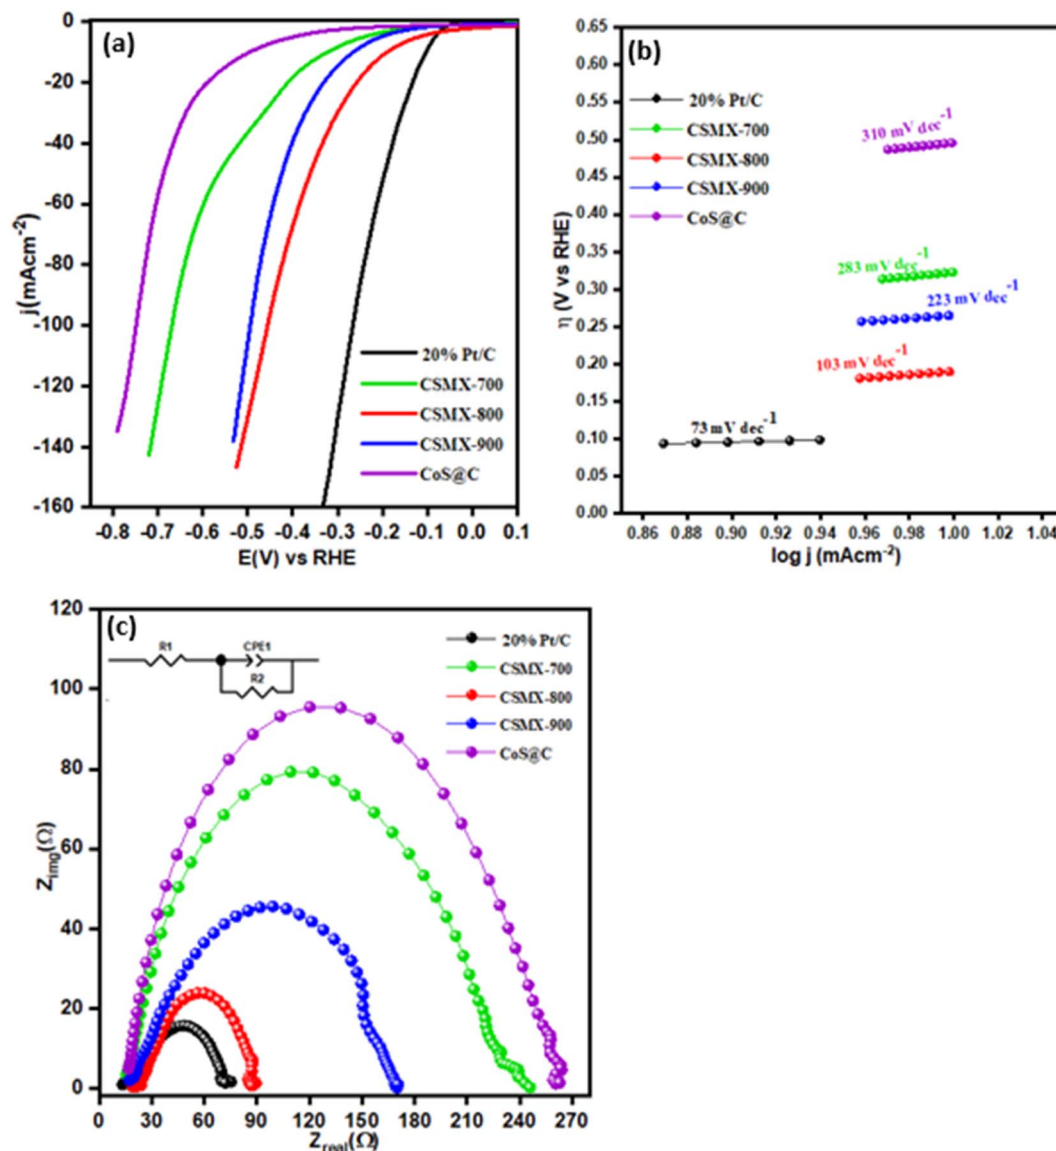 (a)
0
-20
-40
-60
-80
-100
-120
-140
-160
j(mAcm⁻²)
-0.8 -0.7 -0.6 -0.5 -0.4 -0.3 -0.2 -0.1 0.0 0.1
E(V) vs RHE
20% Pt/C
CSMX-700
CSMX-800
CSMX-900
CoS@C
(b)
0.65
0.60
0.55
0.50
0.45
0.40
0.35
0.30
0.25
0.20
0.15
0.10
0.05
0.00
η (V vs RHE)
0.86 0.88 0.90 0.92 0.94 0.96 0.98 1.00 1.02 1.04
log j (mAcm⁻²)
20% Pt/C
CSMX-700
CSMX-800
CSMX-900
CoS@C
310 mV dec⁻¹
283 mV dec⁻¹
223 mV dec⁻¹
103 mV dec⁻¹
73 mV dec⁻¹
(c)
120
100
80
60
40
20
0
Z_img(Ω)
0 30 60 90 120 150 180 210 240 270
Z_real(Ω)
R1
CPE1
R2
20% Pt/C
CSMX-700
CSMX-800
CSMX-900
CoS@C